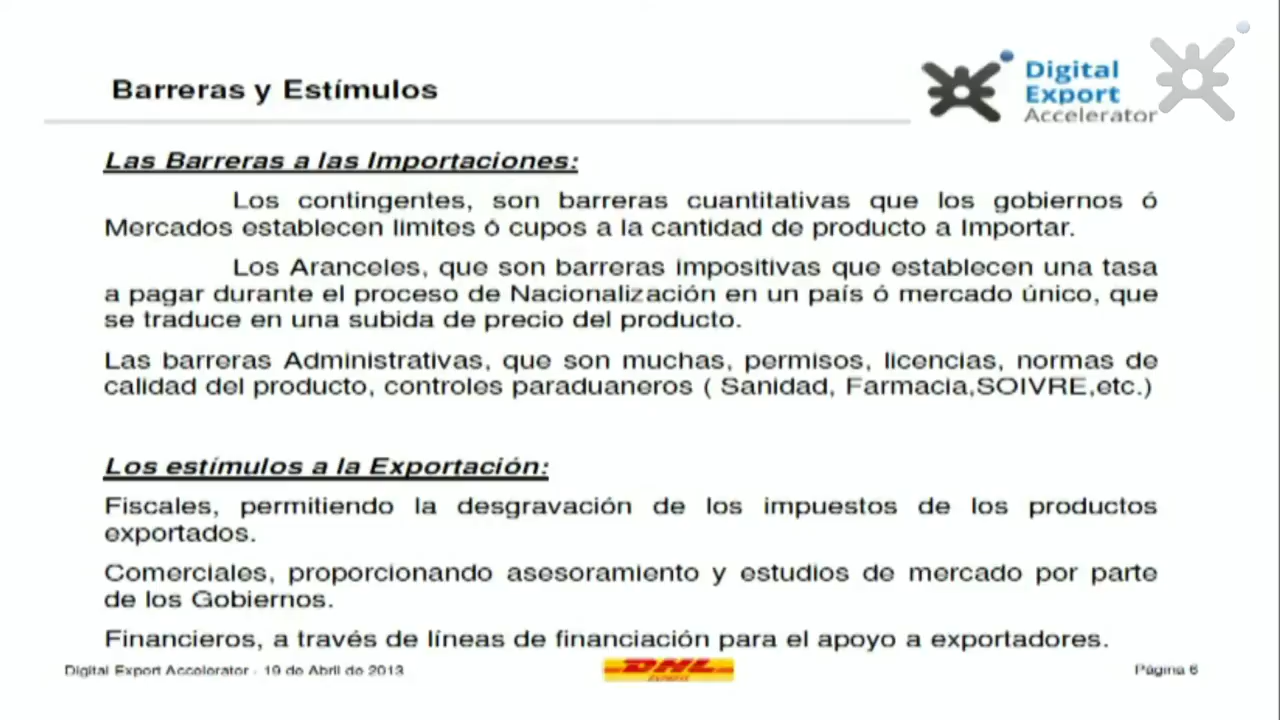 Barreras y Estímulos
Digital
Export
Accelerator
Las Barreras a las Importaciones:
Los contingentes, son barreras cuantitativas que los gobiernos ó
Mercados establecen limites ó cupos a la cantidad de producto a Importar.
Los Aranceles, que son barreras impositivas que establecen una tasa
a pagar durante el proceso de Nacionalización en un país ó mercado único, que
se traduce en una subida de precio del producto.
Las barreras Administrativas, que son muchas, permisos, licencias, normas de
calidad del producto, controles paraduaneros ( Sanidad, Farmacia,SOIVRE,etc.)
Los estímulos a la Exportación:
Fiscales, permitiendo la desgravación de los impuestos de los productos
exportados.
Comerciales, proporcionando asesoramiento y estudios de mercado por parte
de los Gobiernos.
Financieros, a través de líneas de financiación para el apoyo a exportadores.
Digital Export Accelerator - 19 de Abril de 2013
DHL
EXPRESS
Página 6